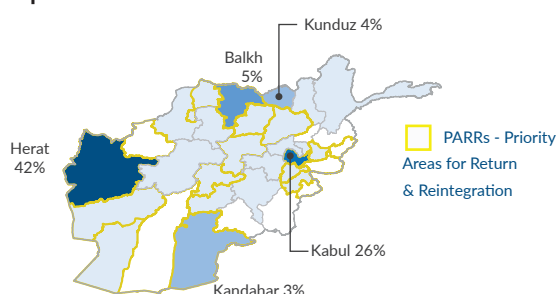 Kunduz 4%
Balkh
5%
Herat
42%
PARRs - Priority
Areas for Return
& Reintegration
Kabul 26%
Kandahar 3%